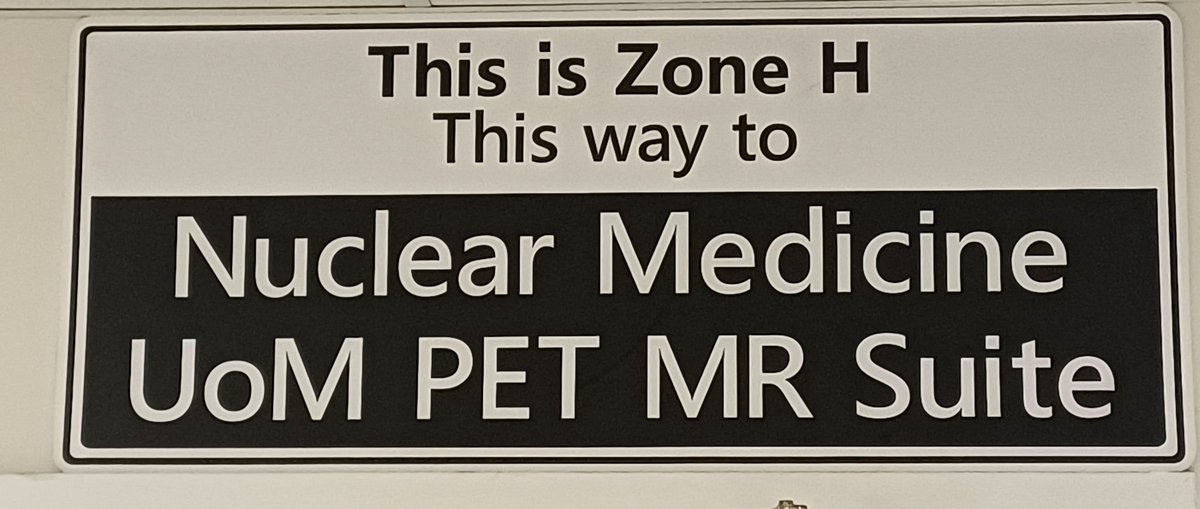 This is Zone H
This way to
Nuclear Medicine
UoM PET MR Suite